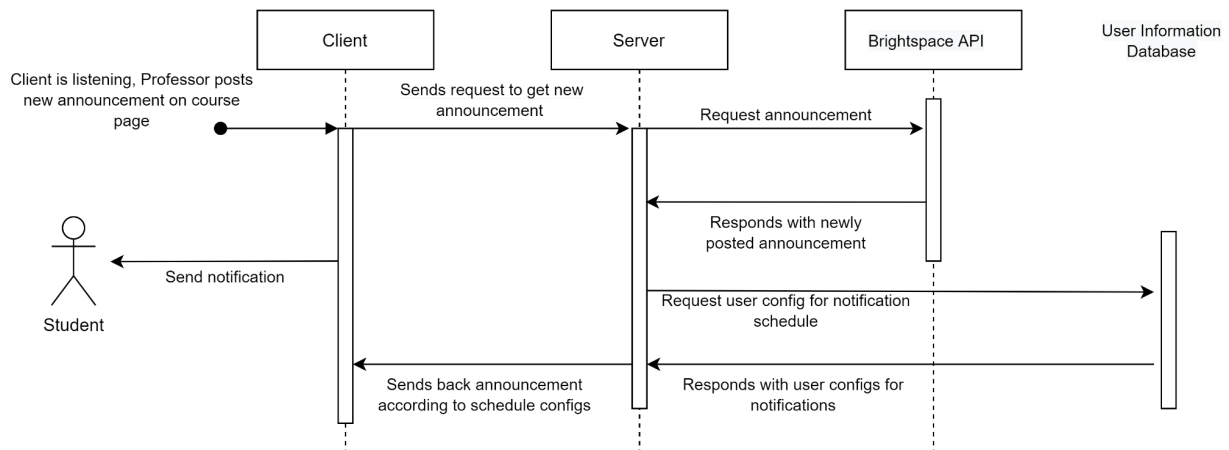 Client
Server
Brightspace API
User Information
Database
Client is listening, Professor posts
new announcement on course
page
Sends request to get new
announcement
Request announcement
Responds with newly
posted announcement
Send notification
Student
Request user config for notification
schedule
Sends back announcement
according to schedule configs
Responds with user configs for
notifications